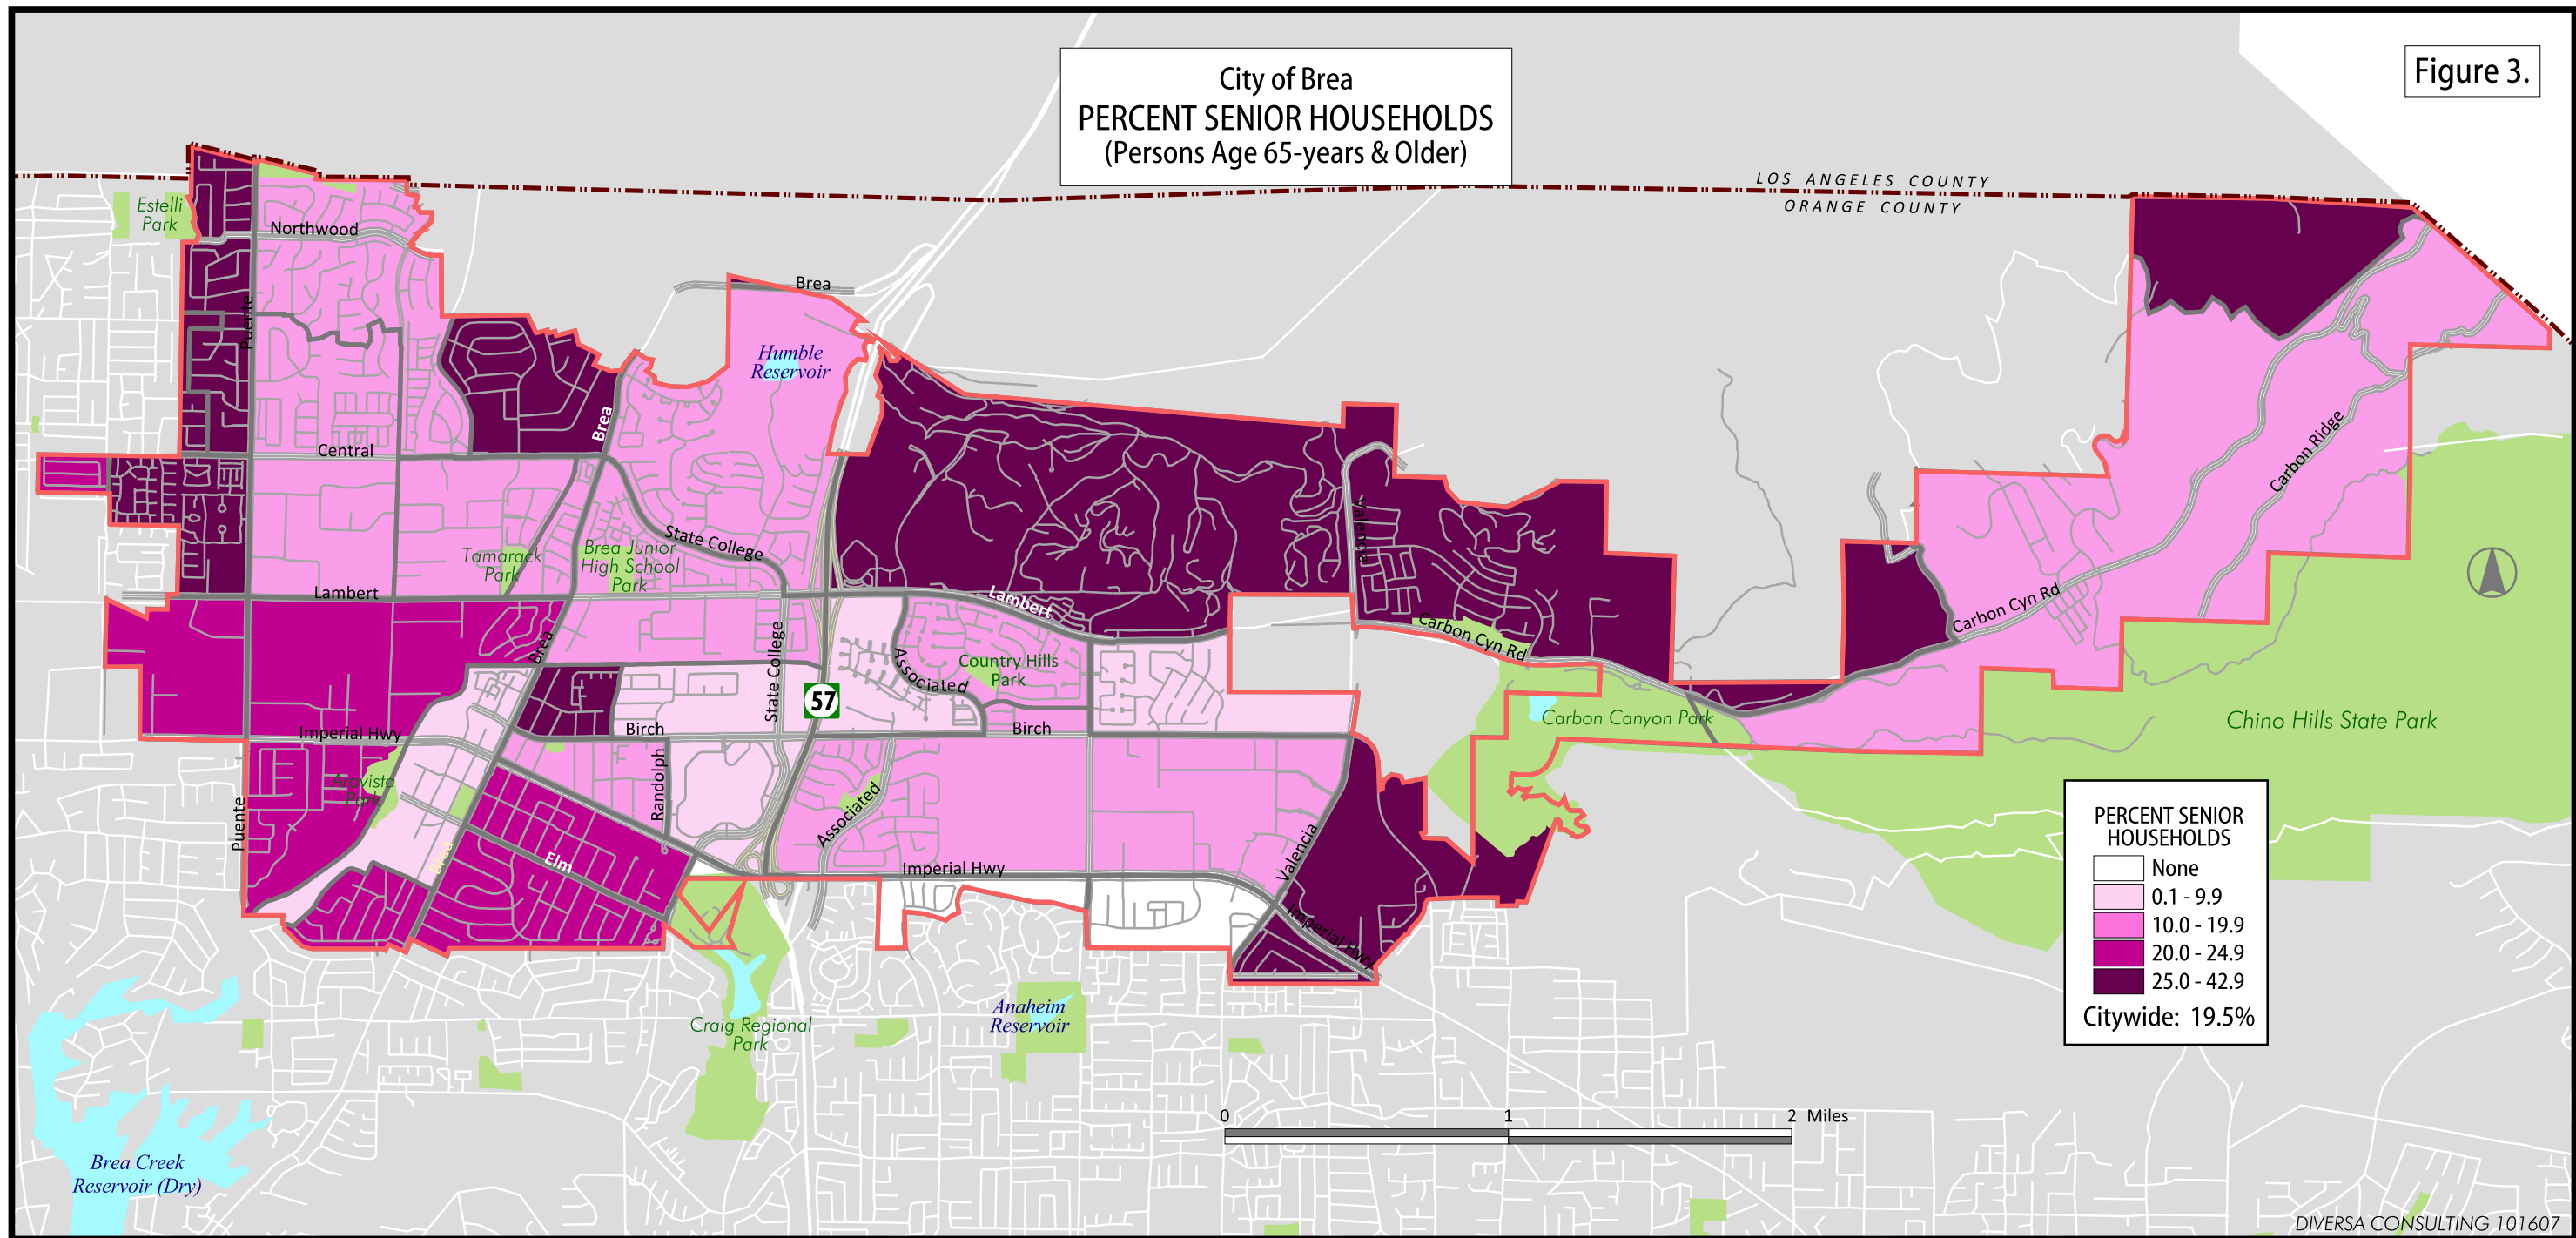 City of Brea
PERCENT SENIOR HOUSEHOLDS
(Persons Age 65-years & Older)
Figure 3.
LOS ANGELES COUNTY
ORANGE COUNTY
Estelli
Park
Northwood
Puente
Brea
Humble
Reservoir
Brea
Central
State College
Tamarack
Park
Brea Junior
High School
Park
Valencia
Carbon Ridge
Lambert
Lambert
Carbon Cyn Rd
Carbon Cyn Rd
Brea
State College
Associated
Country Hills
Park
57
Imperial Hwy
Birch
Birch
Carbon Canyon Park
Chino Hills State Park
Arovista
Park
Randolph
Associated
Puente
Brea
Elm
Imperial Hwy
Valencia
Imperial Hwy
PERCENT SENIOR
HOUSEHOLDS
None
0.1 - 9.9
10.0 - 19.9
20.0 - 24.9
25.0 - 42.9
Citywide: 19.5%
Craig Regional
Park
Anaheim
Reservoir
0 1 2 Miles
Brea Creek
Reservoir (Dry)
DIVERSA CONSULTING 101607